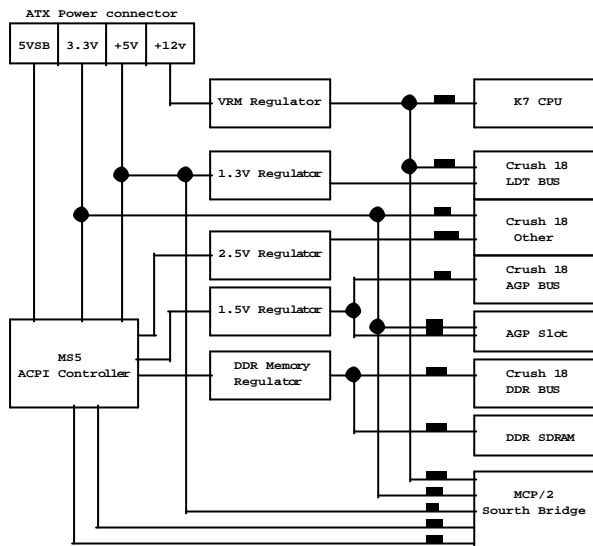 ATX Power connector
5VSB 3.3V +5V +12v
VRM Regulator
K7 CPU
1.3V Regulator
Crush 18
LDT BUS
Crush 18
Other
2.5V Regulator
Crush 18
AGP BUS
1.5V Regulator
AGP Slot
MS5
ACPI Controller
DDR Memory
Regulator
Crush 18
DDR BUS
DDR SDRAM
MCP/2
Sourth Bridge